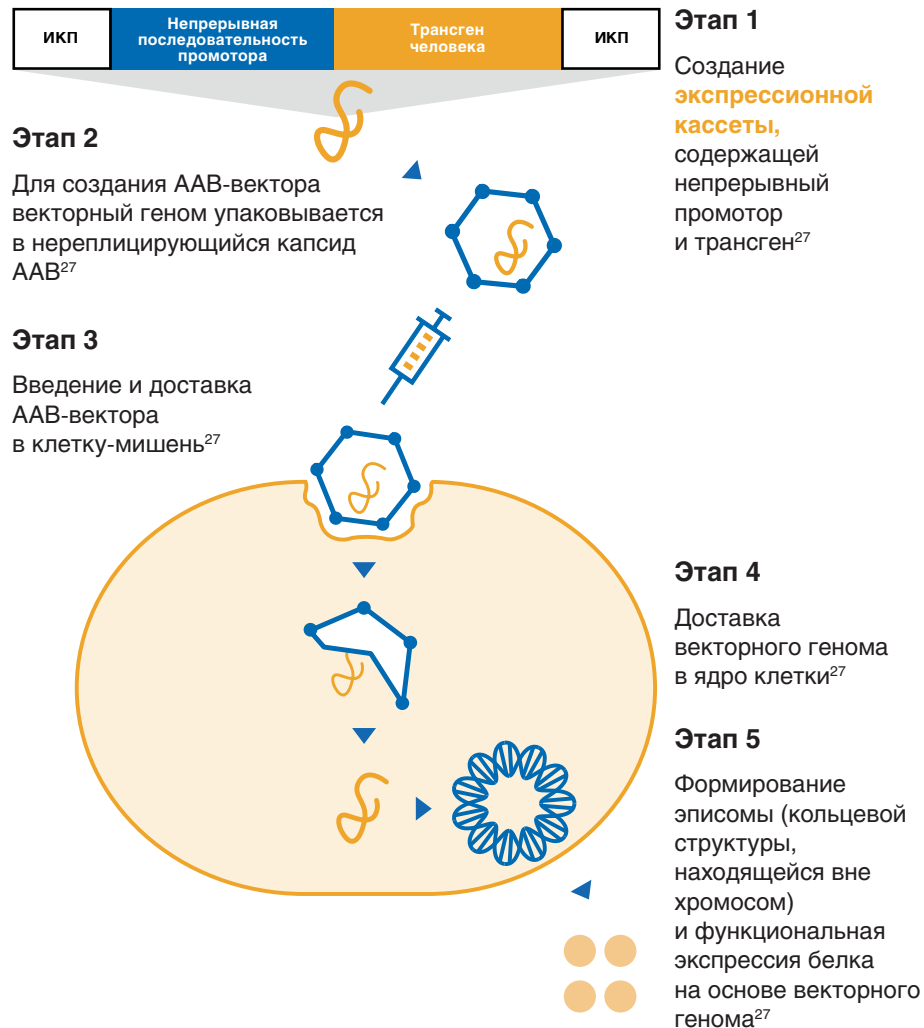 ИКП
Непрерывная
последовательность
промотора
Трансген
человека
ИКП
Этап 1
Создание
экспрессионной
кассеты,
содержащей
непрерывный
промотор
и трансген²⁷
Этап 2
Для создания ААВ-вектора
векторный геном упаковывается
в нереплицирующийся капсид
ААВ²⁷
Этап 3
Введение и доставка
ААВ-вектора
в клетку-мишень²⁷
Этап 4
Доставка
векторного генома
в ядро клетки²⁷
Этап 5
Формирование
эписомы (кольцевой
структуры,
находящейся вне
хромосом)
и функциональная
экспрессия белка
на основе векторного
генома²⁷